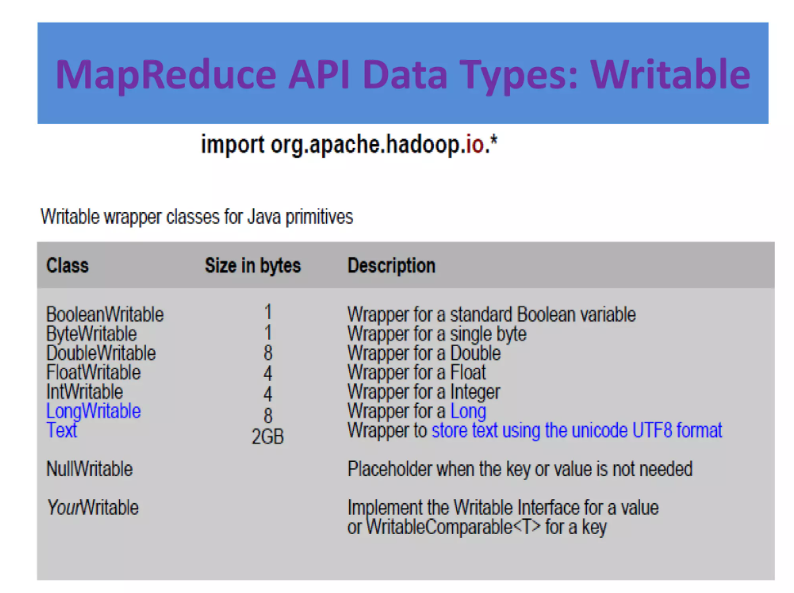 MapReduce API Data Types: Writable
import org.apache.hadoop.io.*
Writable wrapper classes for Java primitives
Class Size in bytes Description
BooleanWritable 1 Wrapper for a standard Boolean variable
ByteWritable 1 Wrapper for a single byte
DoubleWritable 8 Wrapper for a Double
FloatWritable 4 Wrapper for a Float
IntWritable 4 Wrapper for a Integer
LongWritable 8 Wrapper for a Long
Text 2GB Wrapper to store text using the unicode UTF8 format
NullWritable Placeholder when the key or value is not needed
YourWritable Implement the Writable Interface for a value
or WritableComparable<T> for a key